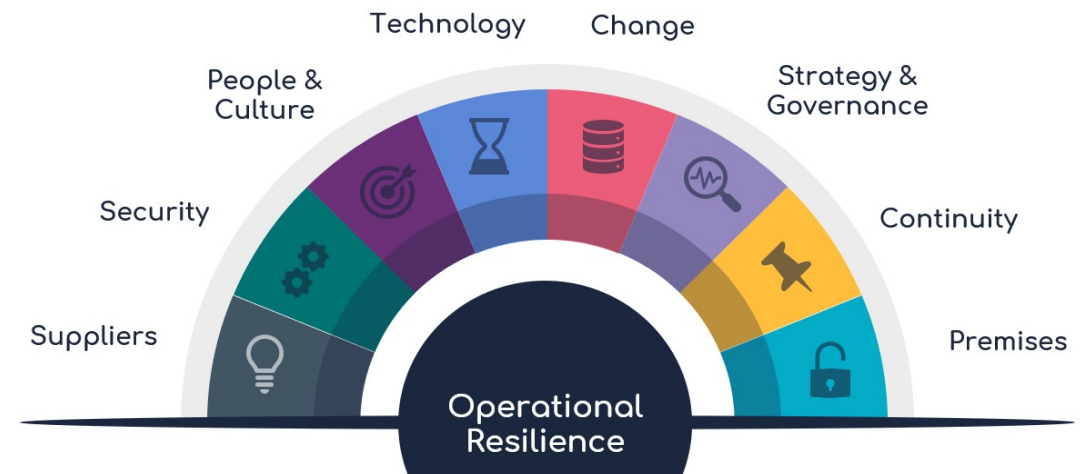 Technology
Change
People &
Culture
Strategy &
Governance
Security
Continuity
Suppliers
Premises
Operational
Resilience